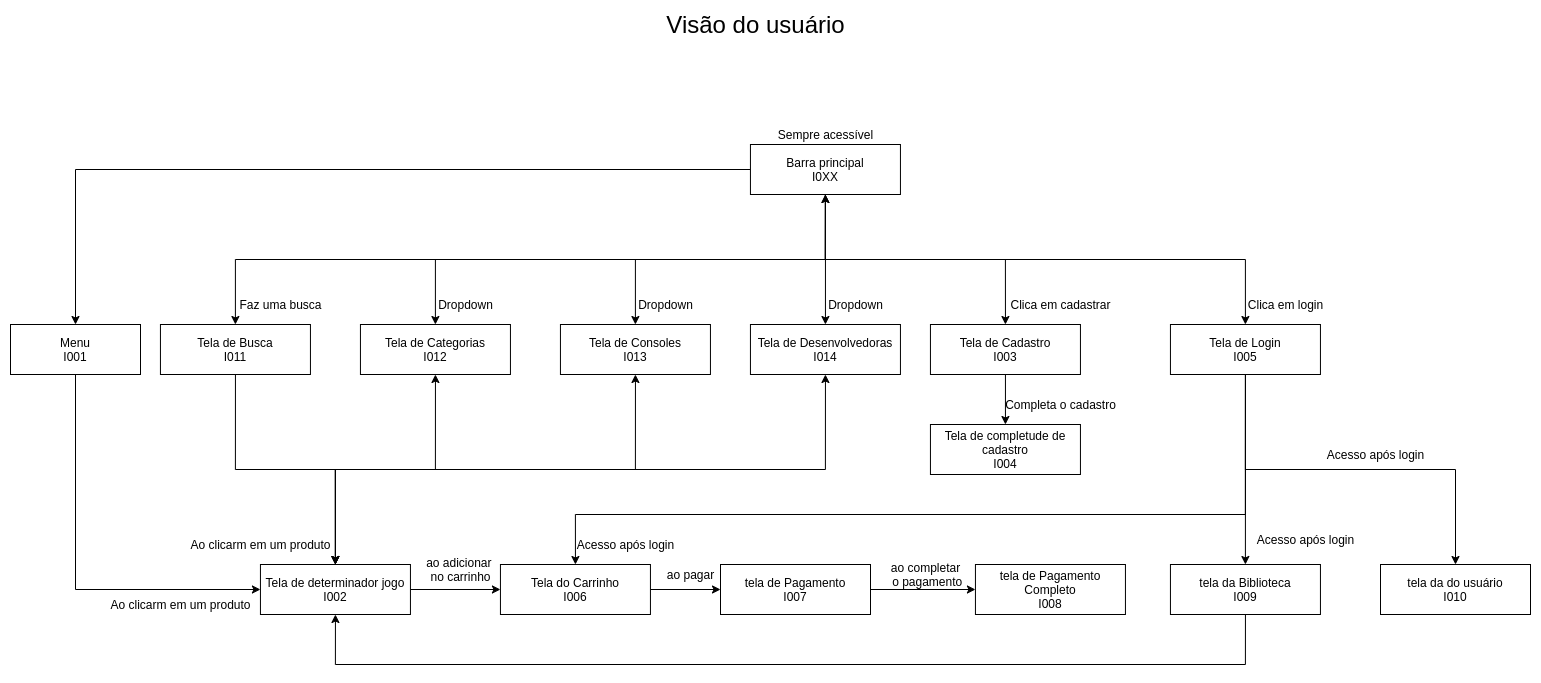 Visão do usuário
Sempre acessível
Barra principal
I0XX
Faz uma busca
Dropdown
Dropdown
Dropdown
Clica em cadastrar
Clica em login
Menu
I001
Tela de Busca
I011
Tela de Categorias
I012
Tela de Consoles
I013
Tela de Desenvolvedoras
I014
Tela de Cadastro
I003
Tela de Login
I005
Completa o cadastro
Tela de completude de
cadastro
I004
Acesso após login
Ao clicarm em um produto
Acesso após login
Acesso após login
ao adicionar
no carrinho
ao pagar
ao completar
o pagamento
Tela de determinador jogo
I002
Tela do Carrinho
I006
tela de Pagamento
I007
tela de Pagamento
Completo
I008
tela da Biblioteca
I009
tela da do usuário
I010
Ao clicarm em um produto